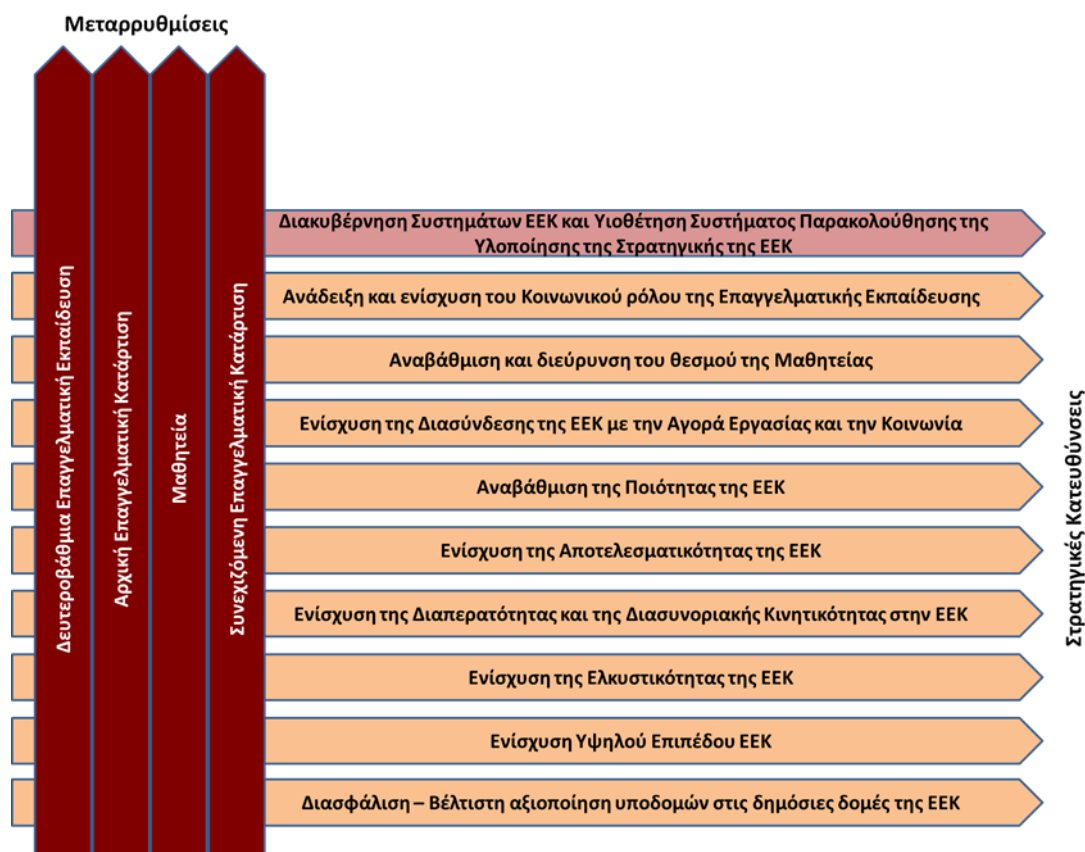 Μεταρρυθμίσεις
Δευτεροβάθμια Επαγγελματική Εκπαίδευση
Αρχική Επαγγελματική Κατάρτιση
Μαθητεία
Συνεχιζόμενη Επαγγελματική Κατάρτιση
Διακυβέρνηση Συστημάτων ΕΕΚ και Υιοθέτηση Συστήματος Παρακολούθησης της
Υλοποίησης της Στρατηγικής της ΕΕΚ
Ανάδειξη και ενίσχυση του Κοινωνικού ρόλου της Επαγγελματικής Εκπαίδευσης
Αναβάθμιση και διεύρυνση του θεσμού της Μαθητείας
Ενίσχυση της Διασύνδεσης της ΕΕΚ με την Αγορά Εργασίας και την Κοινωνία
Αναβάθμιση της Ποιότητας της ΕΕΚ
Ενίσχυση της Αποτελεσματικότητας της ΕΕΚ
Ενίσχυση της Διαπερατότητας και της Διασυνοριακής Κινητικότητας στην ΕΕΚ
Ενίσχυση της Ελκυστικότητας της ΕΕΚ
Ενίσχυση Υψηλού Επιπέδου ΕΕΚ
Διασφάλιση – Βέλτιστη αξιοποίηση υποδομών στις δημόσιες δομές της ΕΕΚ
Στρατηγικές Κατευθύνσεις